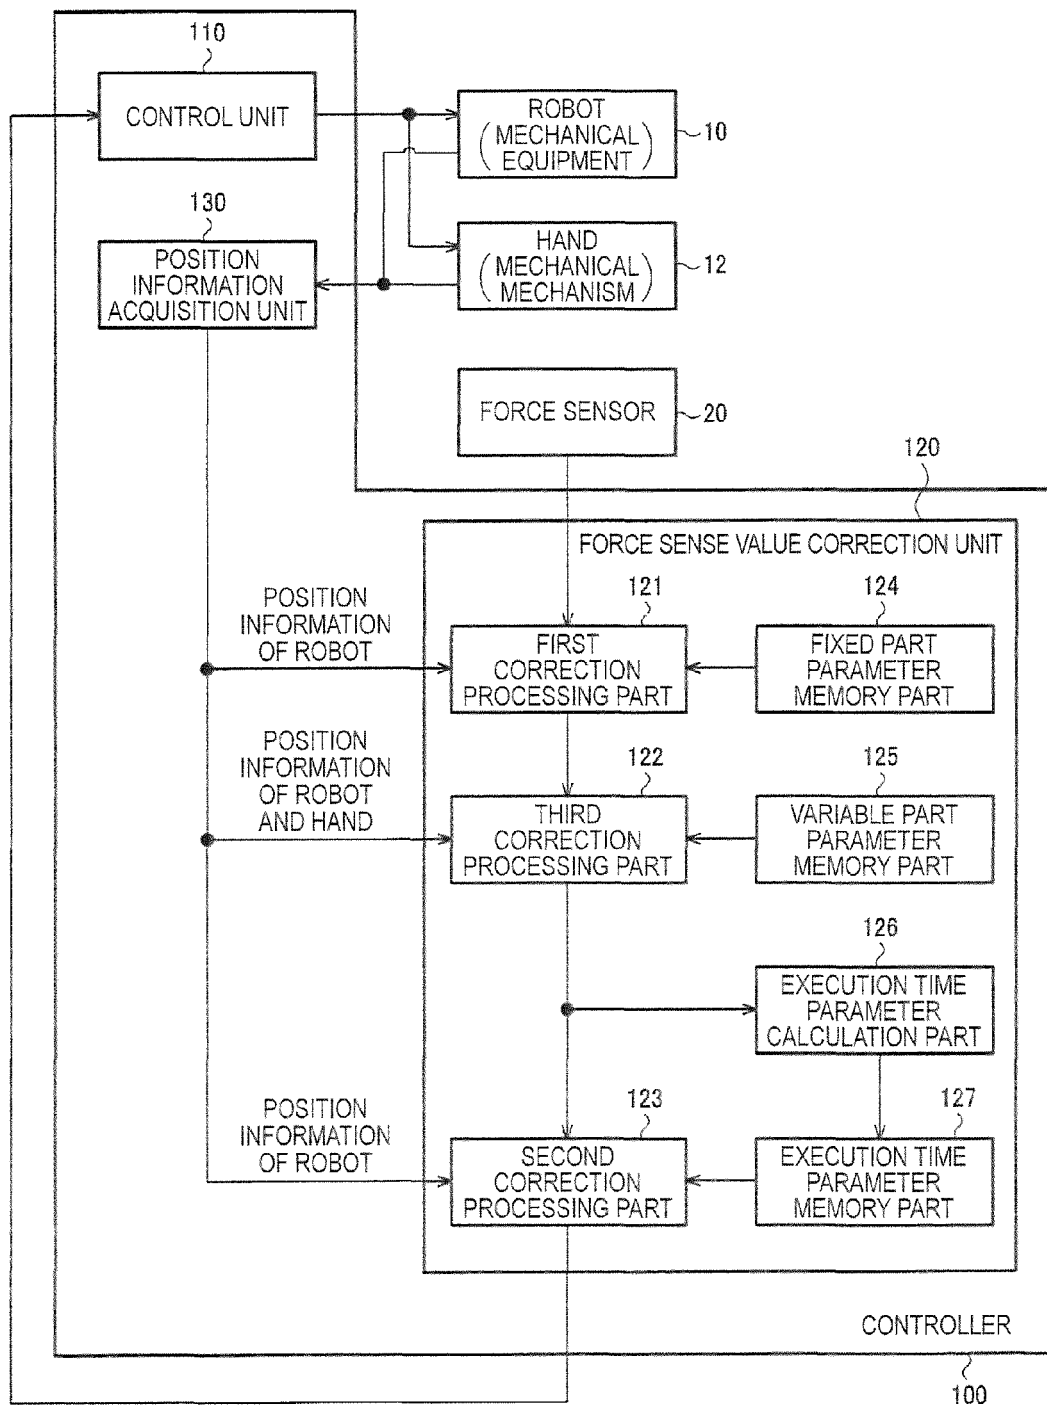 110
CONTROL UNIT
ROBOT
(MECHANICAL
EQUIPMENT)
10
130
POSITION
INFORMATION
ACQUISITION UNIT
HAND
(MECHANICAL
MECHANISM)
12
FORCE SENSOR
20
120
FORCE SENSE VALUE CORRECTION UNIT
POSITION
INFORMATION
OF ROBOT
121
FIRST
CORRECTION
PROCESSING PART
124
FIXED PART
PARAMETER
MEMORY PART
POSITION
INFORMATION
OF ROBOT
AND HAND
122
THIRD
CORRECTION
PROCESSING PART
125
VARIABLE PART
PARAMETER
MEMORY PART
126
EXECUTION TIME
PARAMETER
CALCULATION PART
POSITION
INFORMATION
OF ROBOT
123
SECOND
CORRECTION
PROCESSING PART
127
EXECUTION TIME
PARAMETER
MEMORY PART
CONTROLLER
100